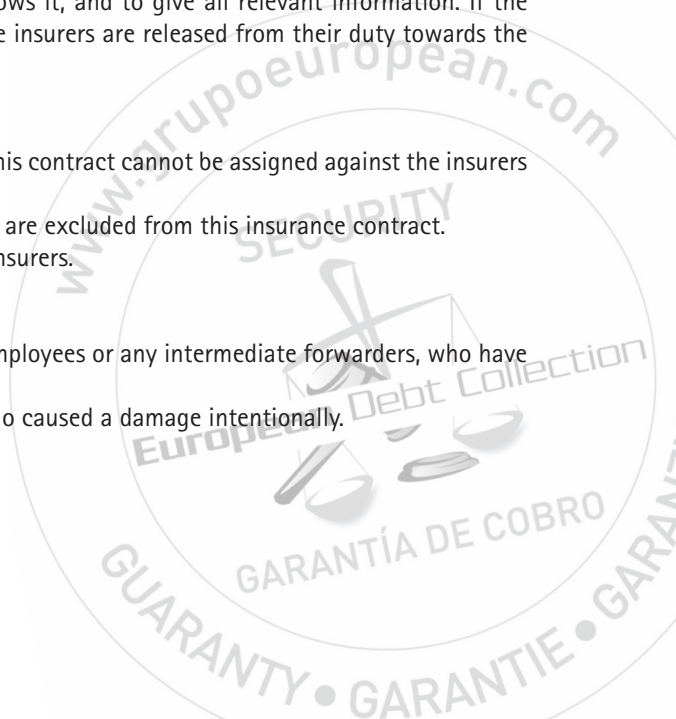 ows it, and to give all relevant information. If the
e insurers are released from their duty towards the
his contract cannot be assigned against the insurers
are excluded from this insurance contract.
nsurers.
mployees or any intermediate forwarders, who have
o caused a damage intentionally.
www.grupoeuropean.com
SECURITY
European Debt Collection
GARANTÍA DE COBRO
GUARANTY • GARANTIE • GARANT